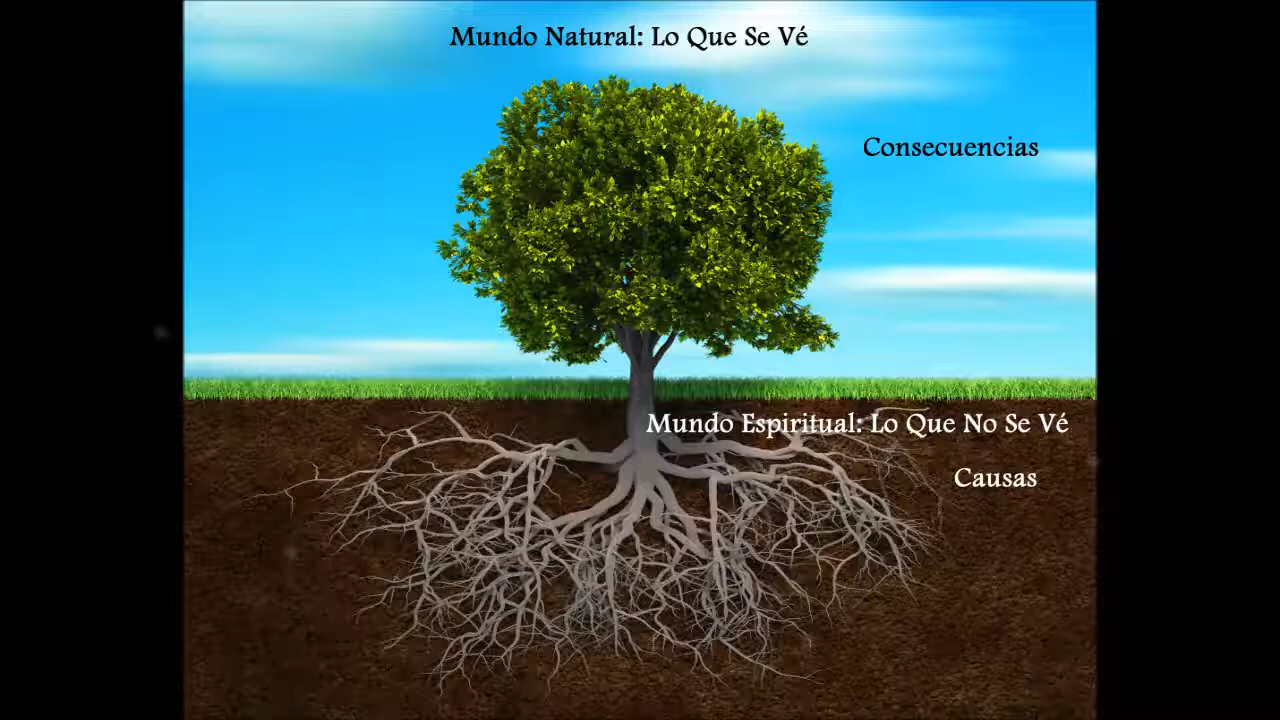 Mundo Natural: Lo Que Se Vé
Consecuencias
Mundo Espiritual: Lo Que No Se Vé
Causas